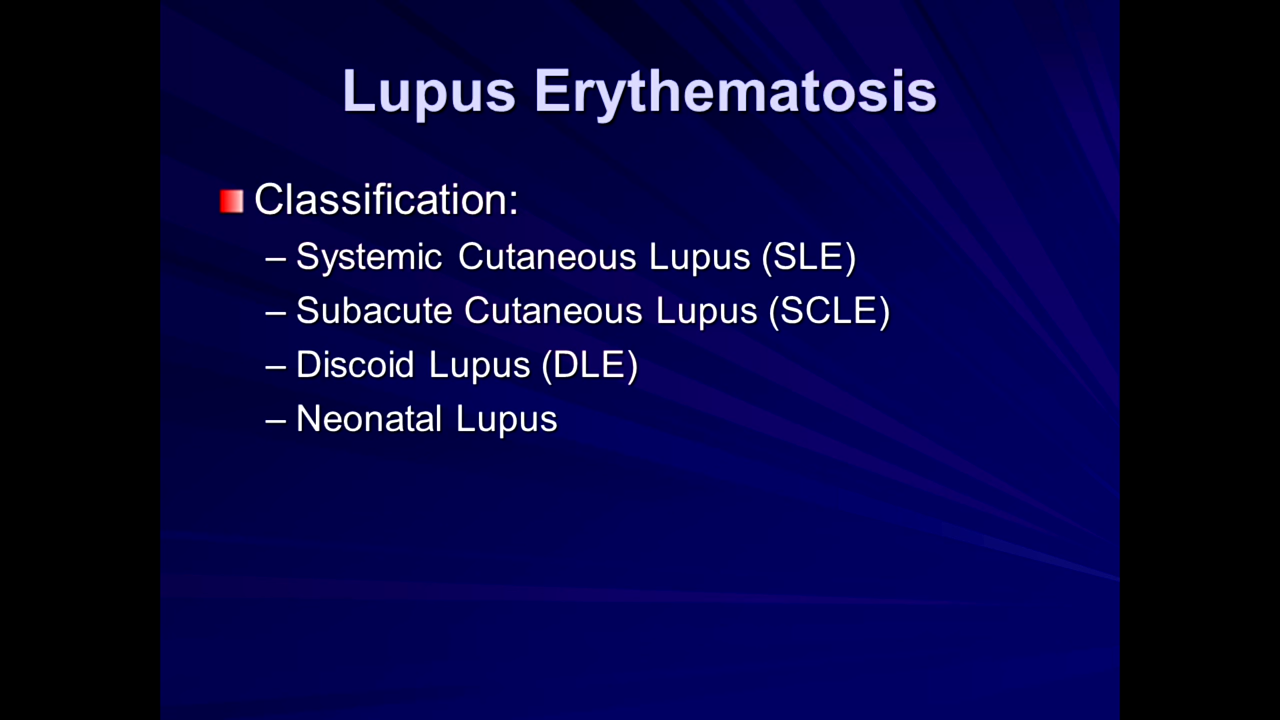 Lupus Erythematosis
Classification:
– Systemic Cutaneous Lupus (SLE)
– Subacute Cutaneous Lupus (SCLE)
– Discoid Lupus (DLE)
– Neonatal Lupus